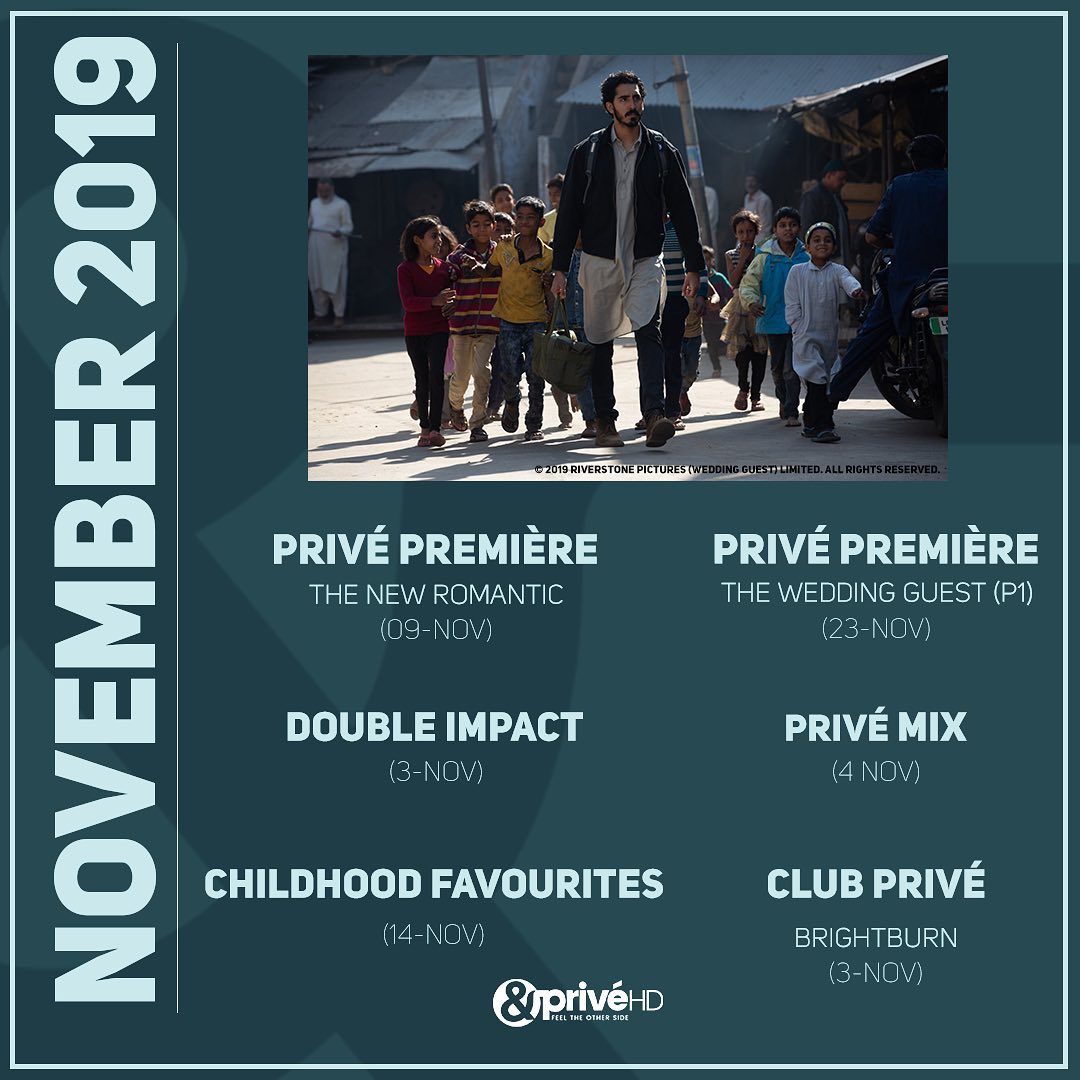 NOVEMBER 2019
© 2019 RIVERSTONE PICTURES (WEDDING GUEST) LIMITED. ALL RIGHTS RESERVED.
PRIVÉ PREMIÈRE
THE NEW ROMANTIC
(09-NOV)
PRIVÉ PREMIÈRE
THE WEDDING GUEST (P1)
(23-NOV)
DOUBLE IMPACT
(3-NOV)
PRIVÉ MIX
(4 NOV)
CHILDHOOD FAVOURITES
(14-NOV)
CLUB PRIVÉ
BRIGHTBURN
(3-NOV)
&privéHD
FEEL THE OTHER SIDE